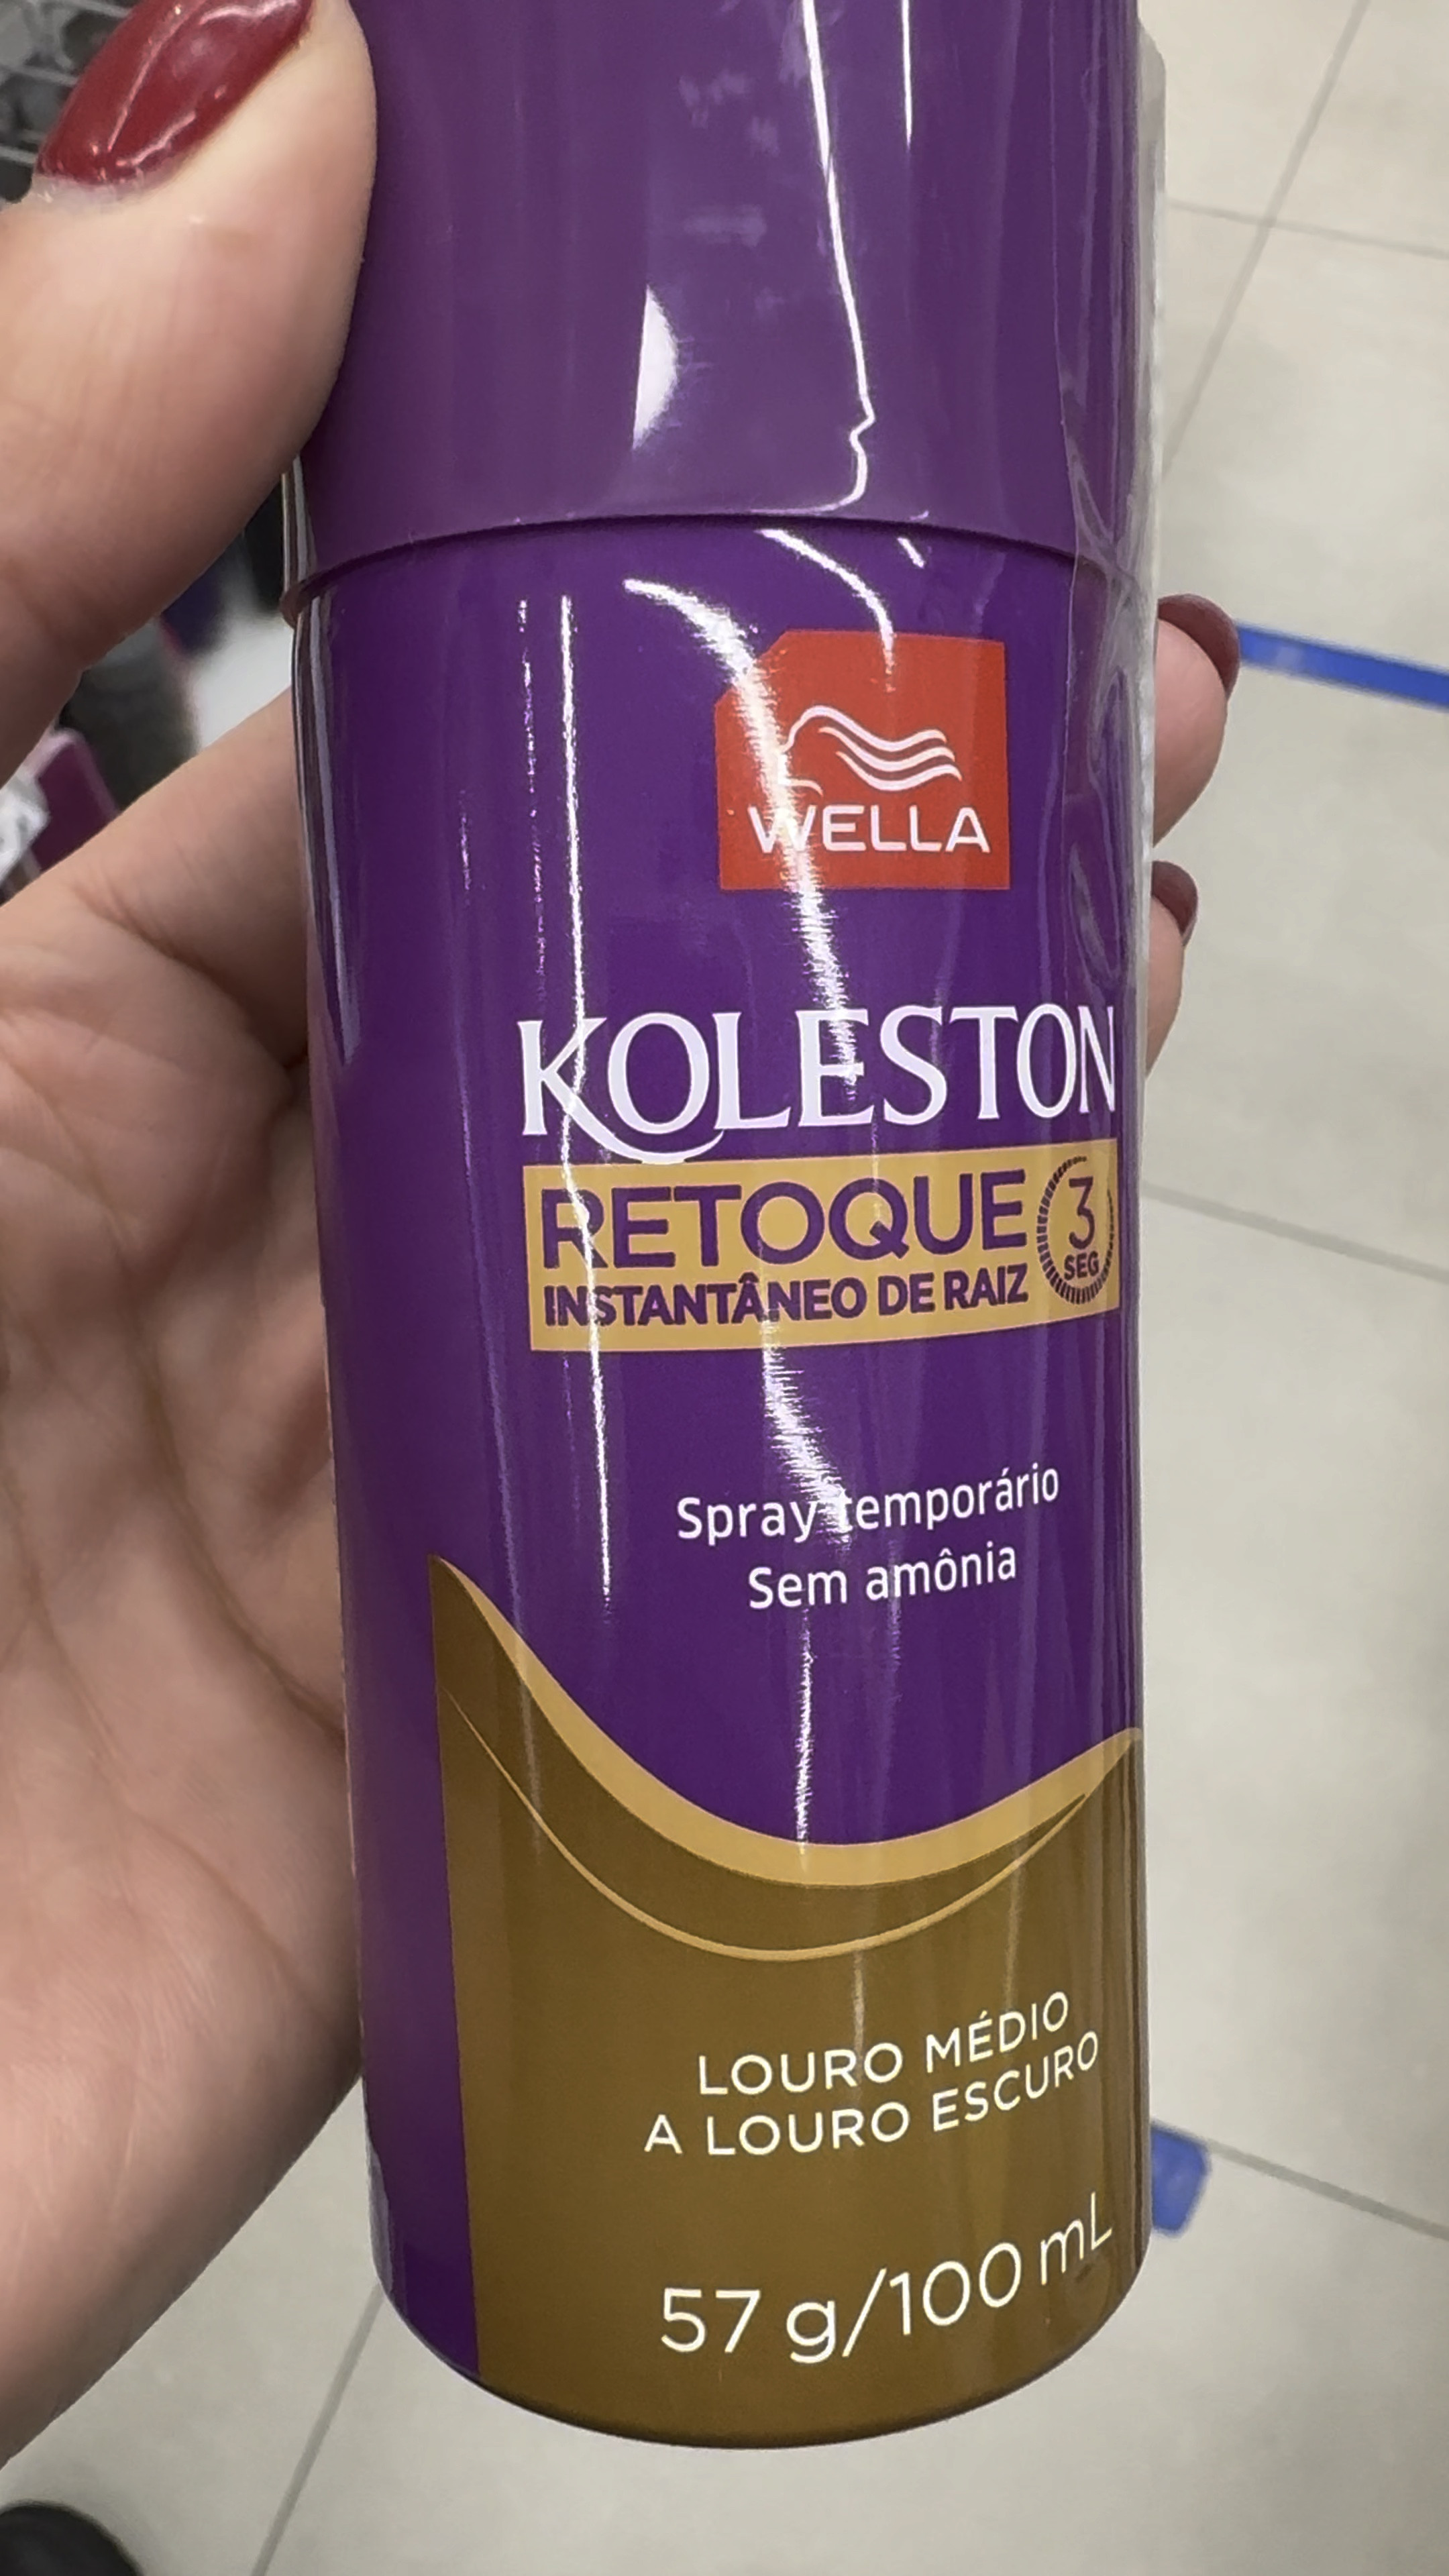 WELLA
KOLESTON
RETOQUE
INSTANTÂNEO DE RAIZ
3
SEG
Spray temporário
Sem amônia
LOURO MÉDIO
A LOURO ESCURO
57 g/100 mL